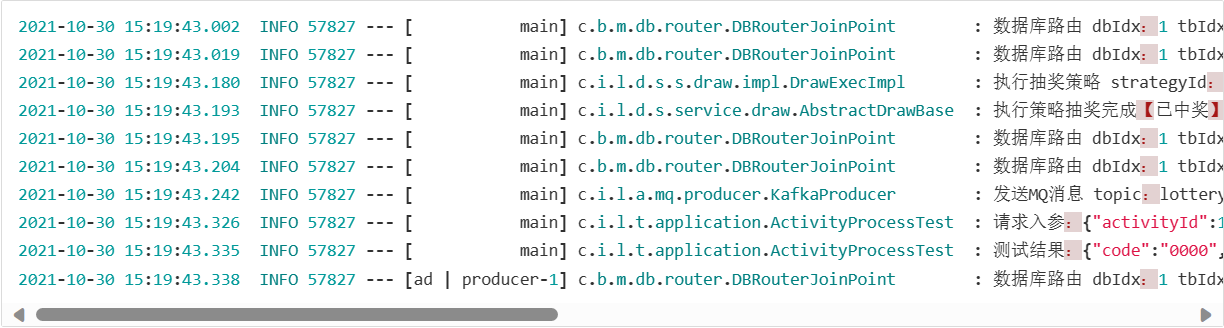 2021-10-30 15:19:43.002  INFO 57827 --- [           main] c.b.m.db.router.DBRouterJoinPoint        : 数据库路由 dbIdx：1 tbIdx
2021-10-30 15:19:43.019  INFO 57827 --- [           main] c.b.m.db.router.DBRouterJoinPoint        : 数据库路由 dbIdx：1 tbIdx
2021-10-30 15:19:43.180  INFO 57827 --- [           main] c.i.l.d.s.s.draw.impl.DrawExecImpl       : 执行抽奖策略 strategyId：
2021-10-30 15:19:43.193  INFO 57827 --- [           main] c.i.l.d.s.service.draw.AbstractDrawBase  : 执行策略抽奖完成【已中奖】
2021-10-30 15:19:43.195  INFO 57827 --- [           main] c.b.m.db.router.DBRouterJoinPoint        : 数据库路由 dbIdx：1 tbIdx
2021-10-30 15:19:43.204  INFO 57827 --- [           main] c.b.m.db.router.DBRouterJoinPoint        : 数据库路由 dbIdx：1 tbIdx
2021-10-30 15:19:43.242  INFO 57827 --- [           main] c.i.l.a.mq.producer.KafkaProducer        : 发送MQ消息 topic：lottery
2021-10-30 15:19:43.326  INFO 57827 --- [           main] c.i.l.t.application.ActivityProcessTest  : 请求入参：{"activityId":1
2021-10-30 15:19:43.335  INFO 57827 --- [           main] c.i.l.t.application.ActivityProcessTest  : 测试结果：{"code":"0000",
2021-10-30 15:19:43.338  INFO 57827 --- [ad | producer-1] c.b.m.db.router.DBRouterJoinPoint        : 数据库路由 dbIdx：1 tbIdx